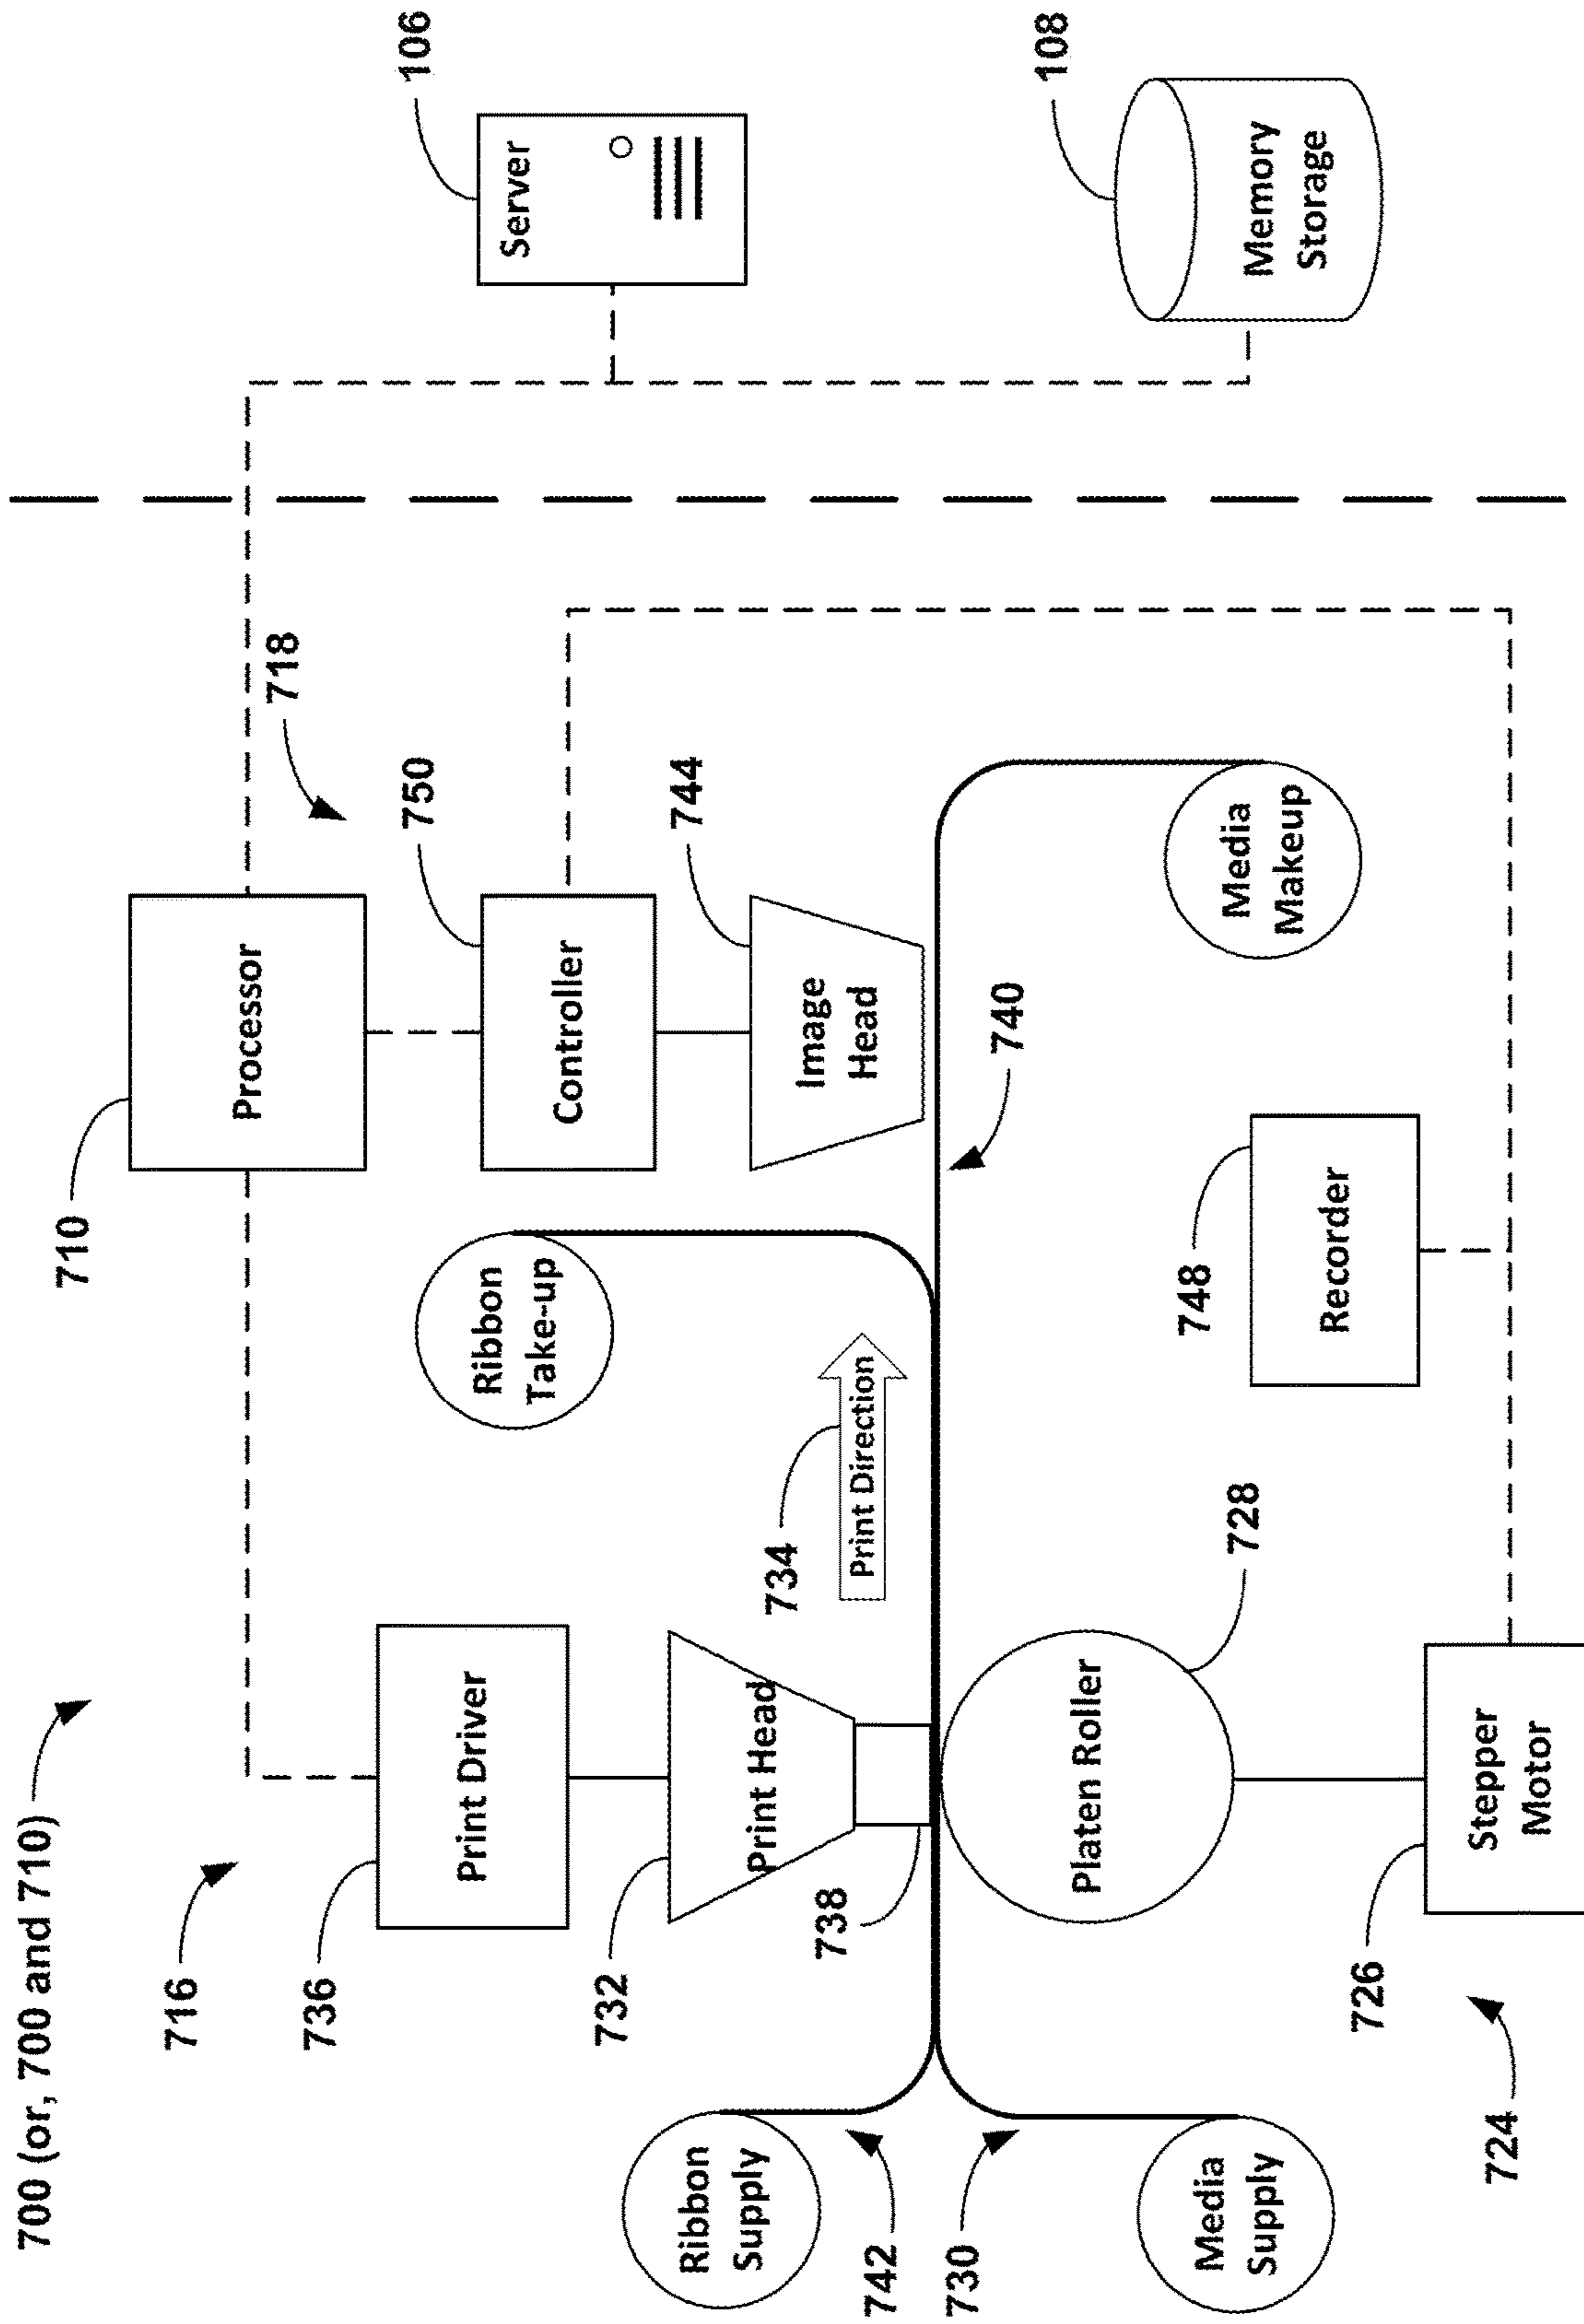 700 (or, 700 and 710)
716
736
Print Driver
732
Print Head
738
734
Print Direction
Ribbon
Supply
742
730
Media
Supply
Platen Roller
728
726
Stepper
Motor
724
Ribbon
Take-up
710
Processor
718
750
Controller
744
Image
Head
740
748
Recorder
Media
Makeup
106
Server
108
Memory
Storage